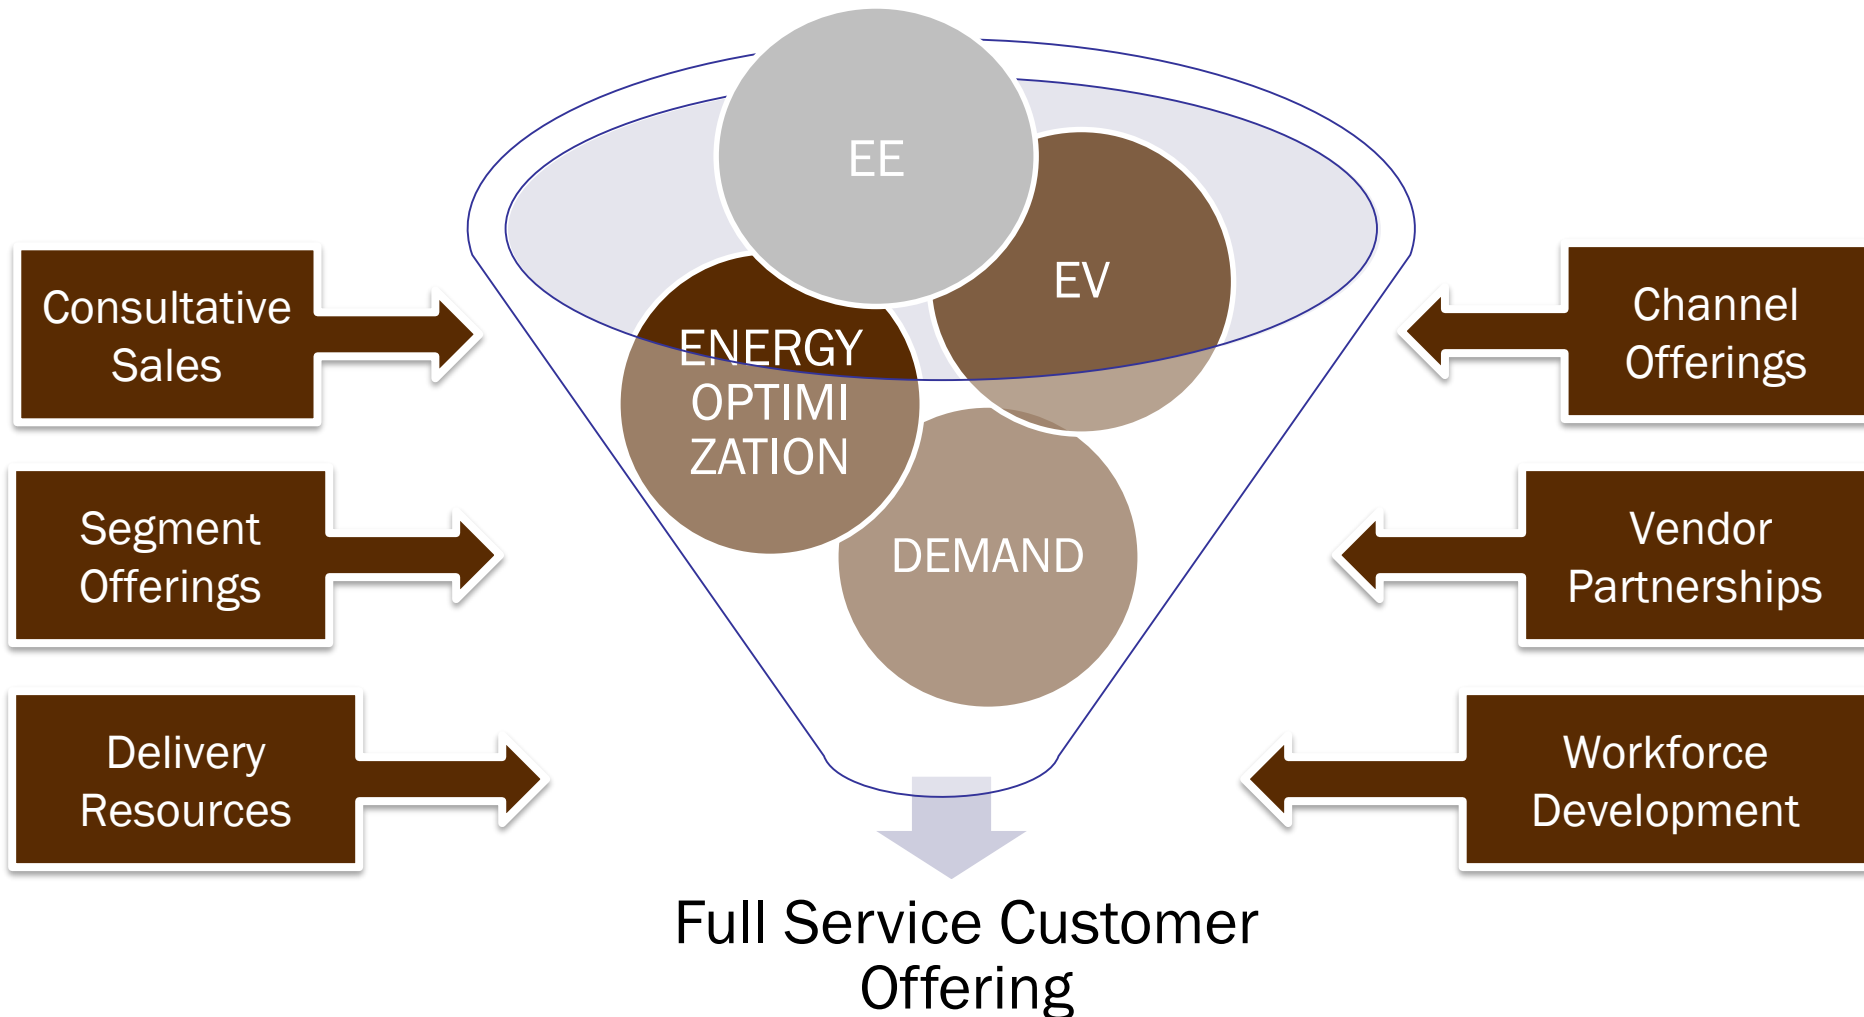 EE
EV
ENERGY
OPTIMI
ZATION
DEMAND
Consultative
Sales
Segment
Offerings
Delivery
Resources
Channel
Offerings
Vendor
Partnerships
Workforce
Development
Full Service Customer
Offering